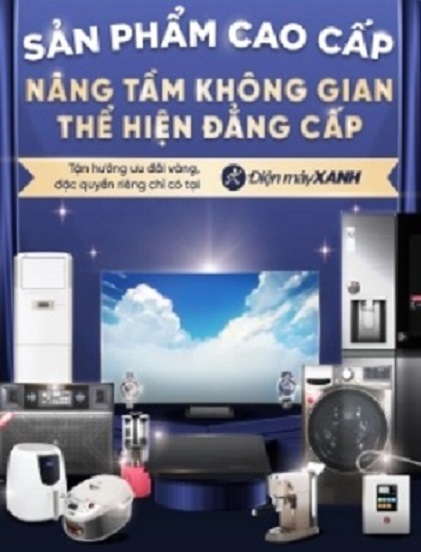 SẢN PHẨM CAO CẤP
NÂNG TẦM KHÔNG GIAN
THỂ HIỆN ĐẲNG CẤP
Tận hưởng ưu đãi vàng,
đặc quyền riêng chỉ có tại
Điện máy XANH